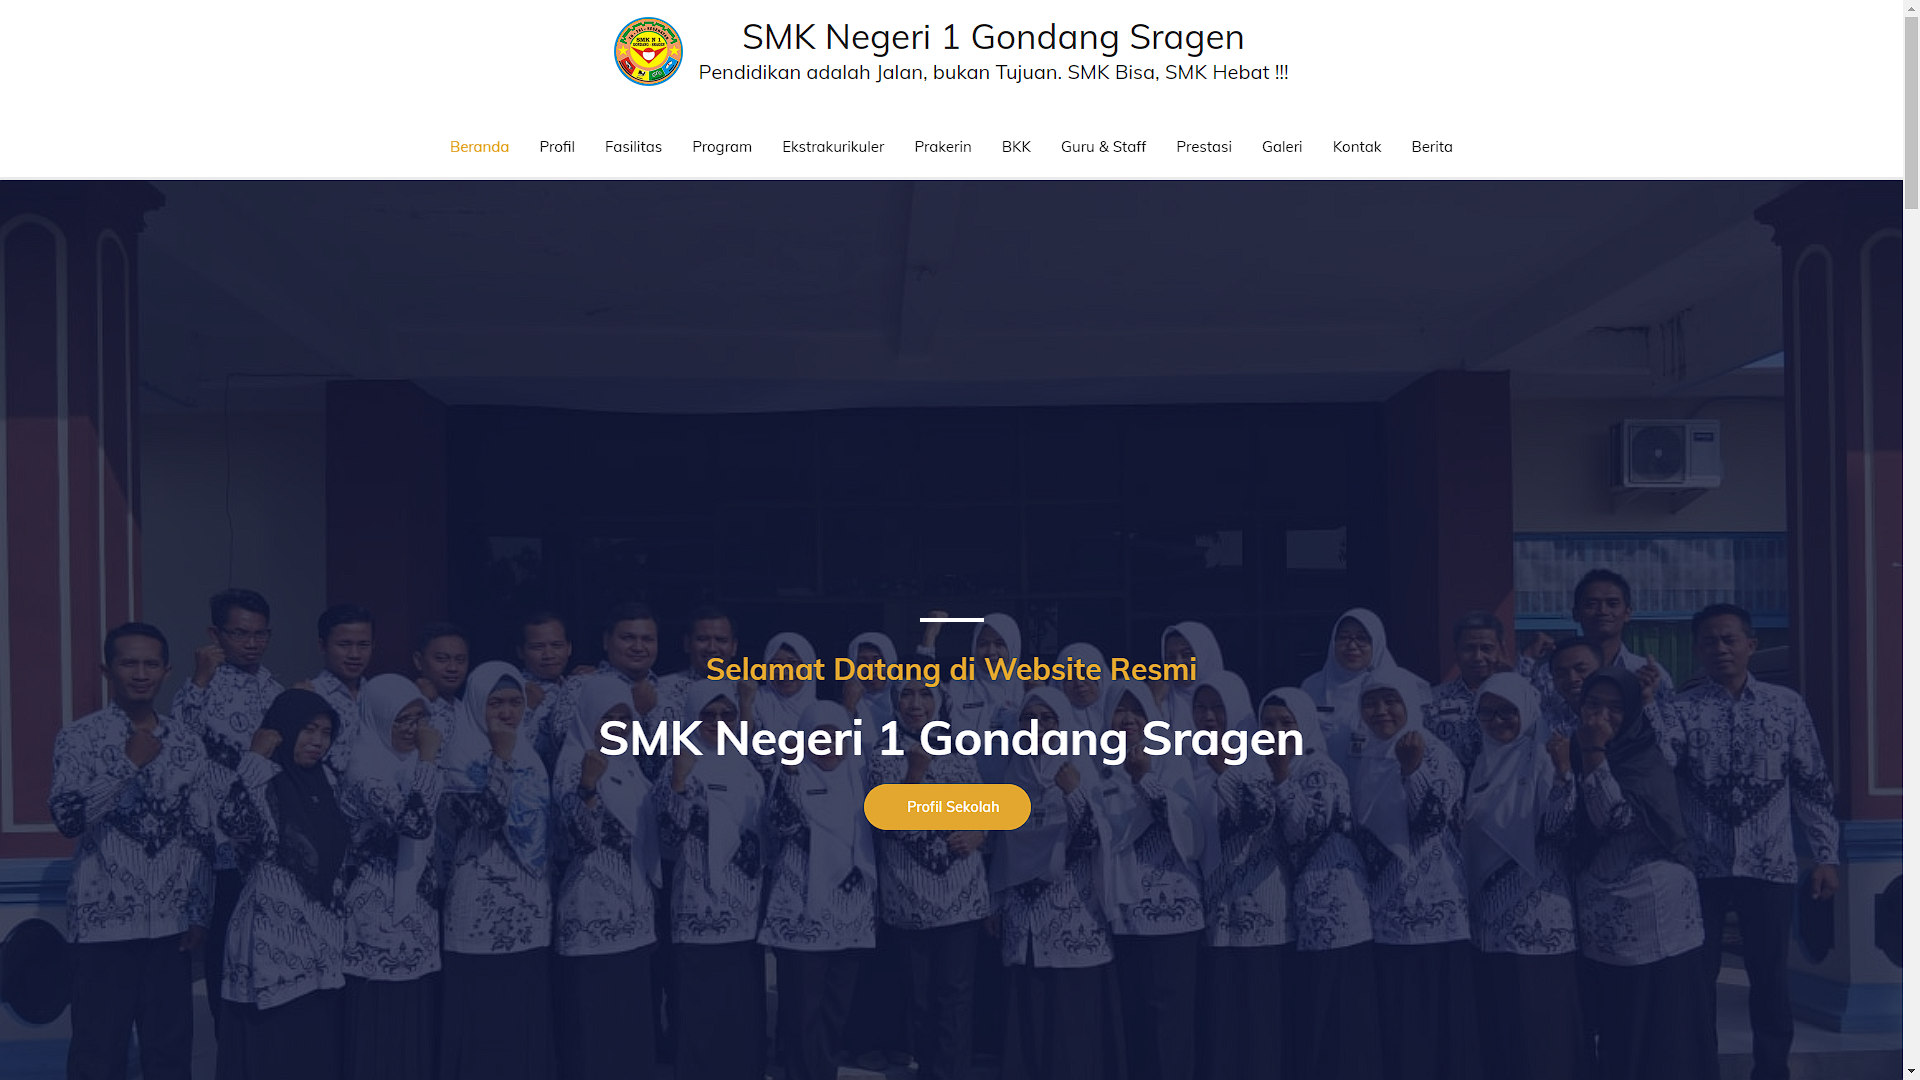 SMK N 1
SMK Negeri 1 Gondang Sragen
Pendidikan adalah Jalan, bukan Tujuan. SMK Bisa, SMK Hebat !!!
Beranda Profil Fasilitas Program Ekstrakurikuler Prakerin BKK Guru & Staff Prestasi Galeri Kontak Berita
Selamat Datang di Website Resmi
SMK Negeri 1 Gondang Sragen
Profil Sekolah